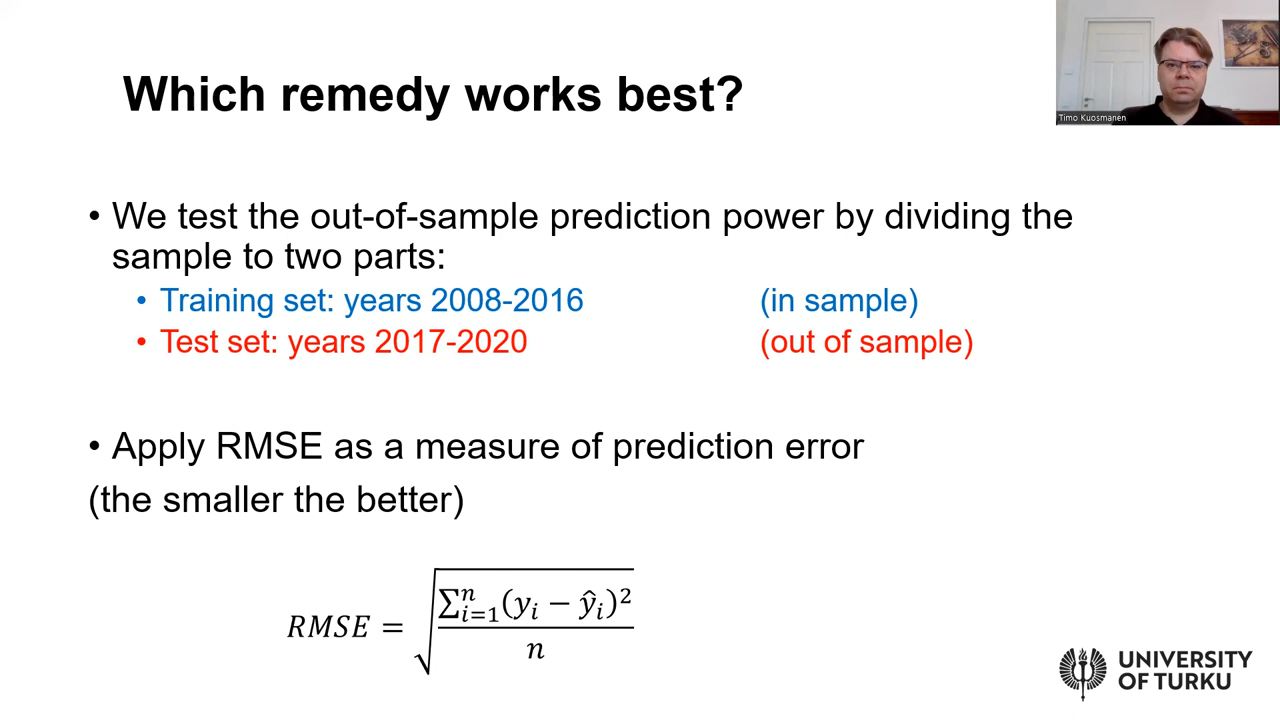 Which remedy works best?
Timo Kuosmanen
• We test the out-of-sample prediction power by dividing the
sample to two parts:
• Training set: years 2008-2016 (in sample)
• Test set: years 2017-2020 (out of sample)
• Apply RMSE as a measure of prediction error
(the smaller the better)
RMSE = √(∑ⁿᵢ₌₁(yᵢ − ŷᵢ)² / n)
UNIVERSITY
OF TURKU